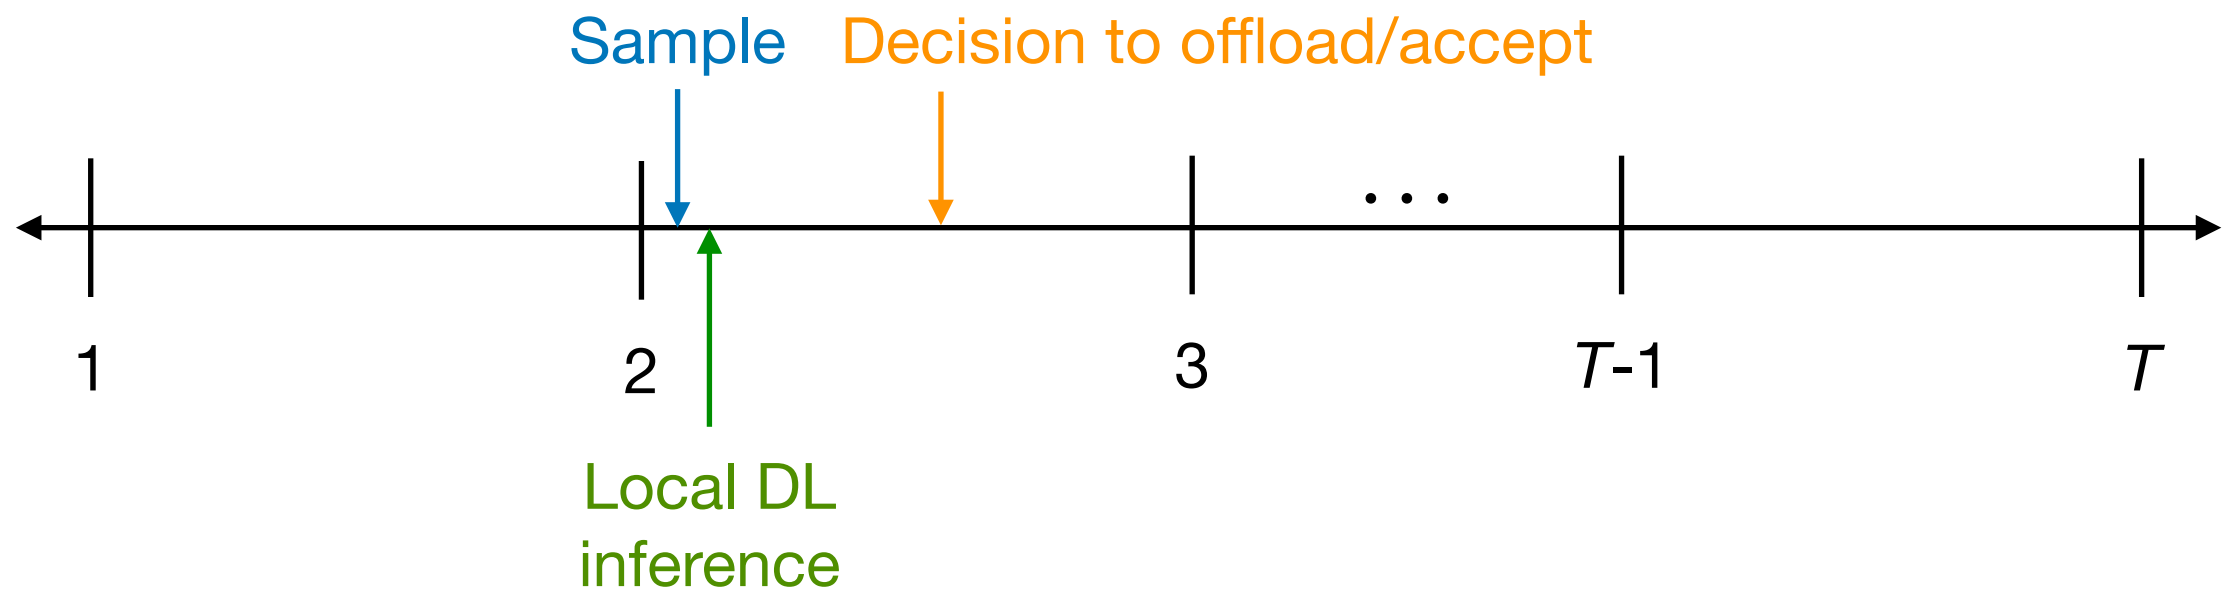 Sample
Decision to offload/accept
...
1
2
3
T-1
T
Local DL
inference